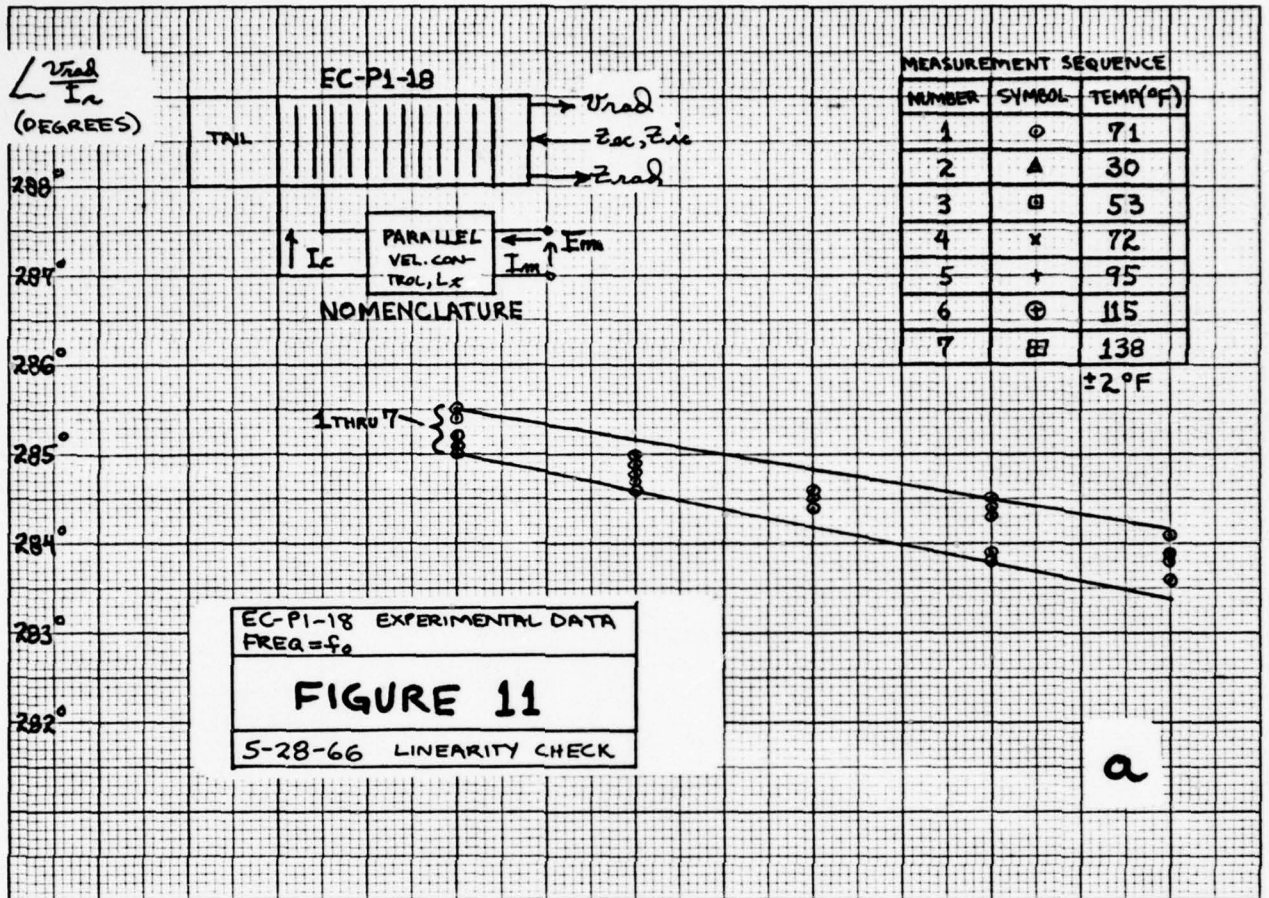 ∠ Vrad/Ic
(DEGREES)
288°
287°
286°
285°
284°
283°
282°
EC-P1-18
TAIL
Vrad
Zec, Zic
Zrad
Ic
PARALLEL
VEL. CON-
TROL, Lx
Em
Im
NOMENCLATURE
MEASUREMENT SEQUENCE
NUMBER SYMBOL TEMP(°F)
1 71
2 ▲ 30
3 53
4 x 72
5 + 95
6 ⊕ 115
7 ⊞ 138
±2°F
1 THRU 7
EC-P1-18 EXPERIMENTAL DATA
FREQ = f₀
FIGURE 11
5-28-66 LINEARITY CHECK
a